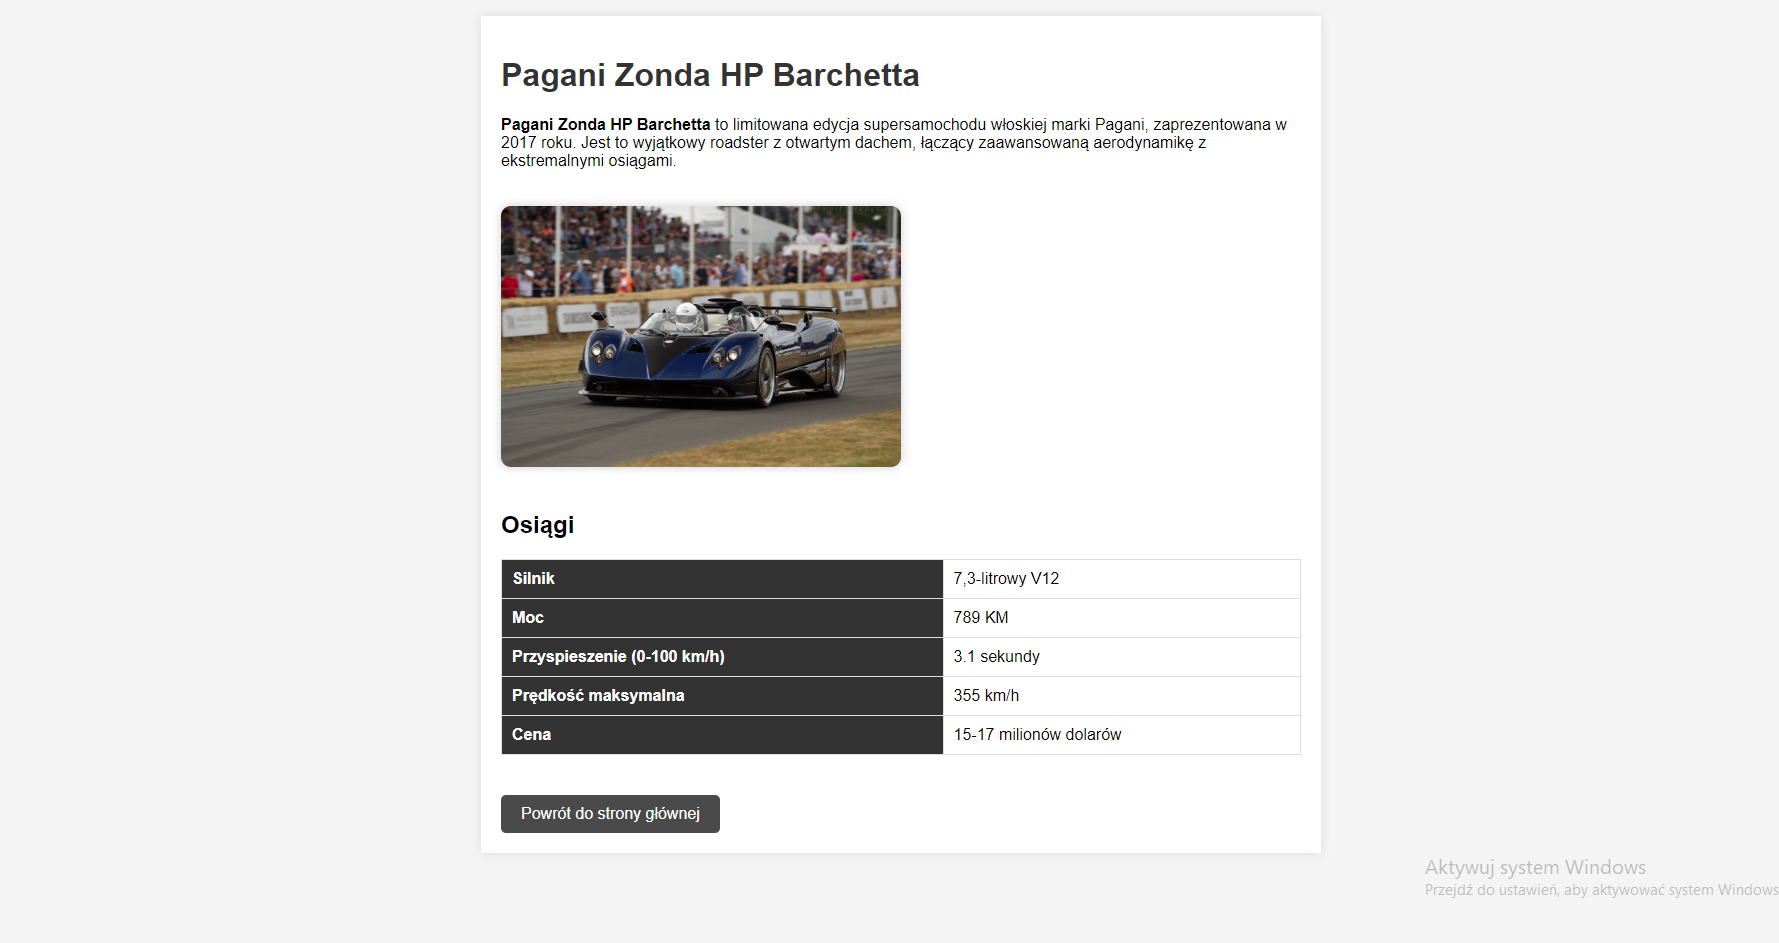 Pagani Zonda HP Barchetta
Pagani Zonda HP Barchetta to limitowana edycja supersamochodu włoskiej marki Pagani, zaprezentowana w
2017 roku. Jest to wyjątkowy roadster z otwartym dachem, łączący zaawansowaną aerodynamikę z
ekstremalnymi osiągami.
Osiągi
Silnik 7,3-litrowy V12
Moc 789 KM
Przyspieszenie (0-100 km/h) 3.1 sekundy
Prędkość maksymalna 355 km/h
Cena 15-17 milionów dolarów
Powrót do strony głównej
Aktywuj system Windows
Przejdź do ustawień, aby aktywować system Windows